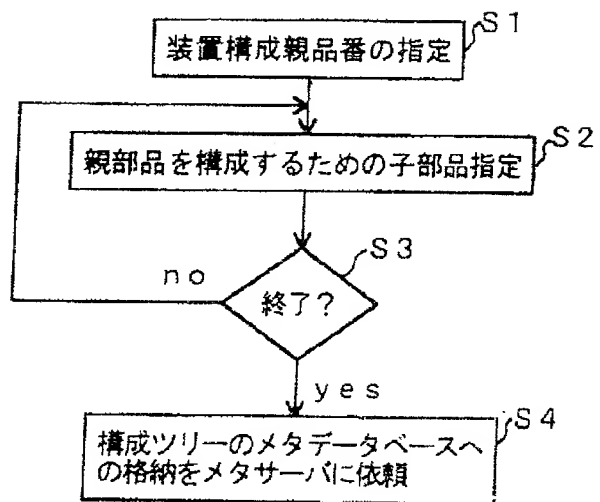 S1
装置構成親品番の指定
S2
親部品を構成するための子部品指定
S3
no
終了?
yes
S4
構成ツリーのメタデータベースへ
の格納をメタサーバに依頼